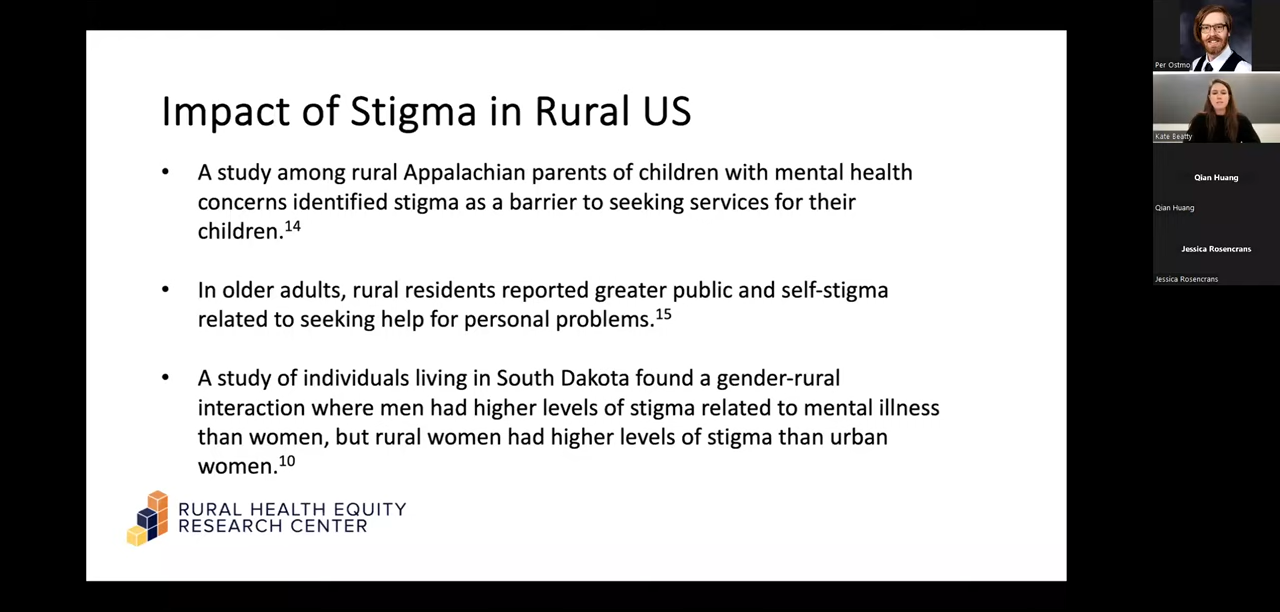 Impact of Stigma in Rural US
• A study among rural Appalachian parents of children with mental health
concerns identified stigma as a barrier to seeking services for their
children.14
• In older adults, rural residents reported greater public and self-stigma
related to seeking help for personal problems.15
• A study of individuals living in South Dakota found a gender-rural
interaction where men had higher levels of stigma related to mental illness
than women, but rural women had higher levels of stigma than urban
women.10
RURAL HEALTH EQUITY
RESEARCH CENTER
Per Ostmo
Kate Beatty
Qian Huang
Qian Huang
Jessica Rosencrans
Jessica Rosencrans